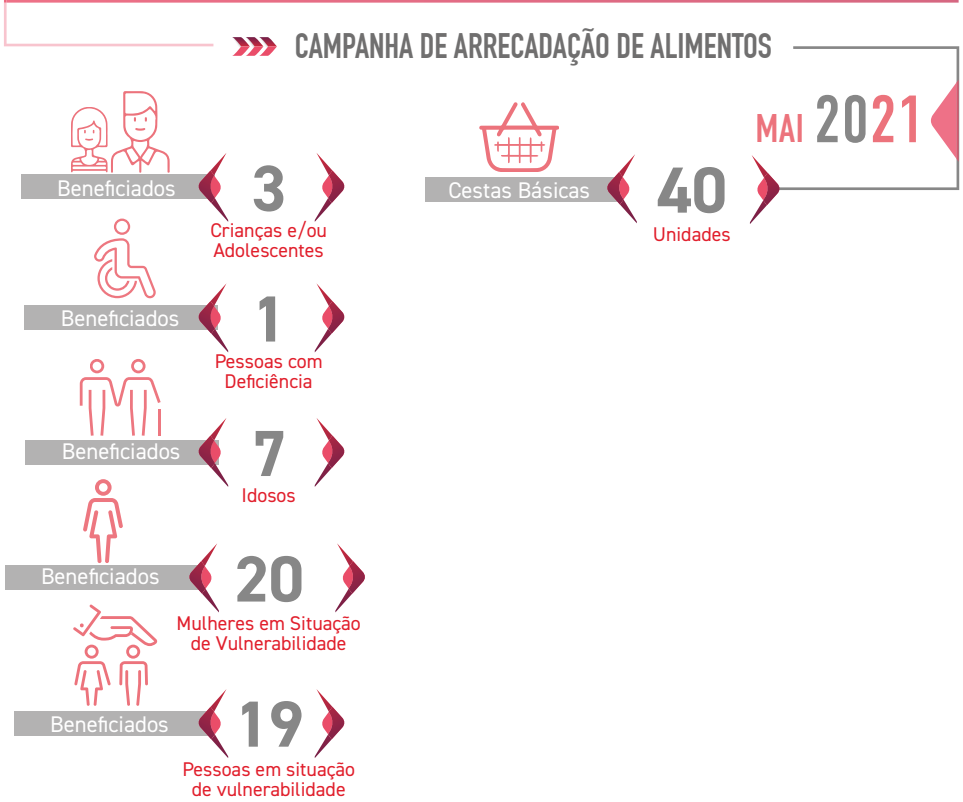 CAMPANHA DE ARRECADAÇÃO DE ALIMENTOS
MAI 2021
Beneficiados
3
Crianças e/ou
Adolescentes
Cestas Básicas
40
Unidades
Beneficiados
1
Pessoas com
Deficiência
Beneficiados
7
Idosos
Beneficiados
20
Mulheres em Situação
de Vulnerabilidade
Beneficiados
19
Pessoas em situação
de vulnerabilidade